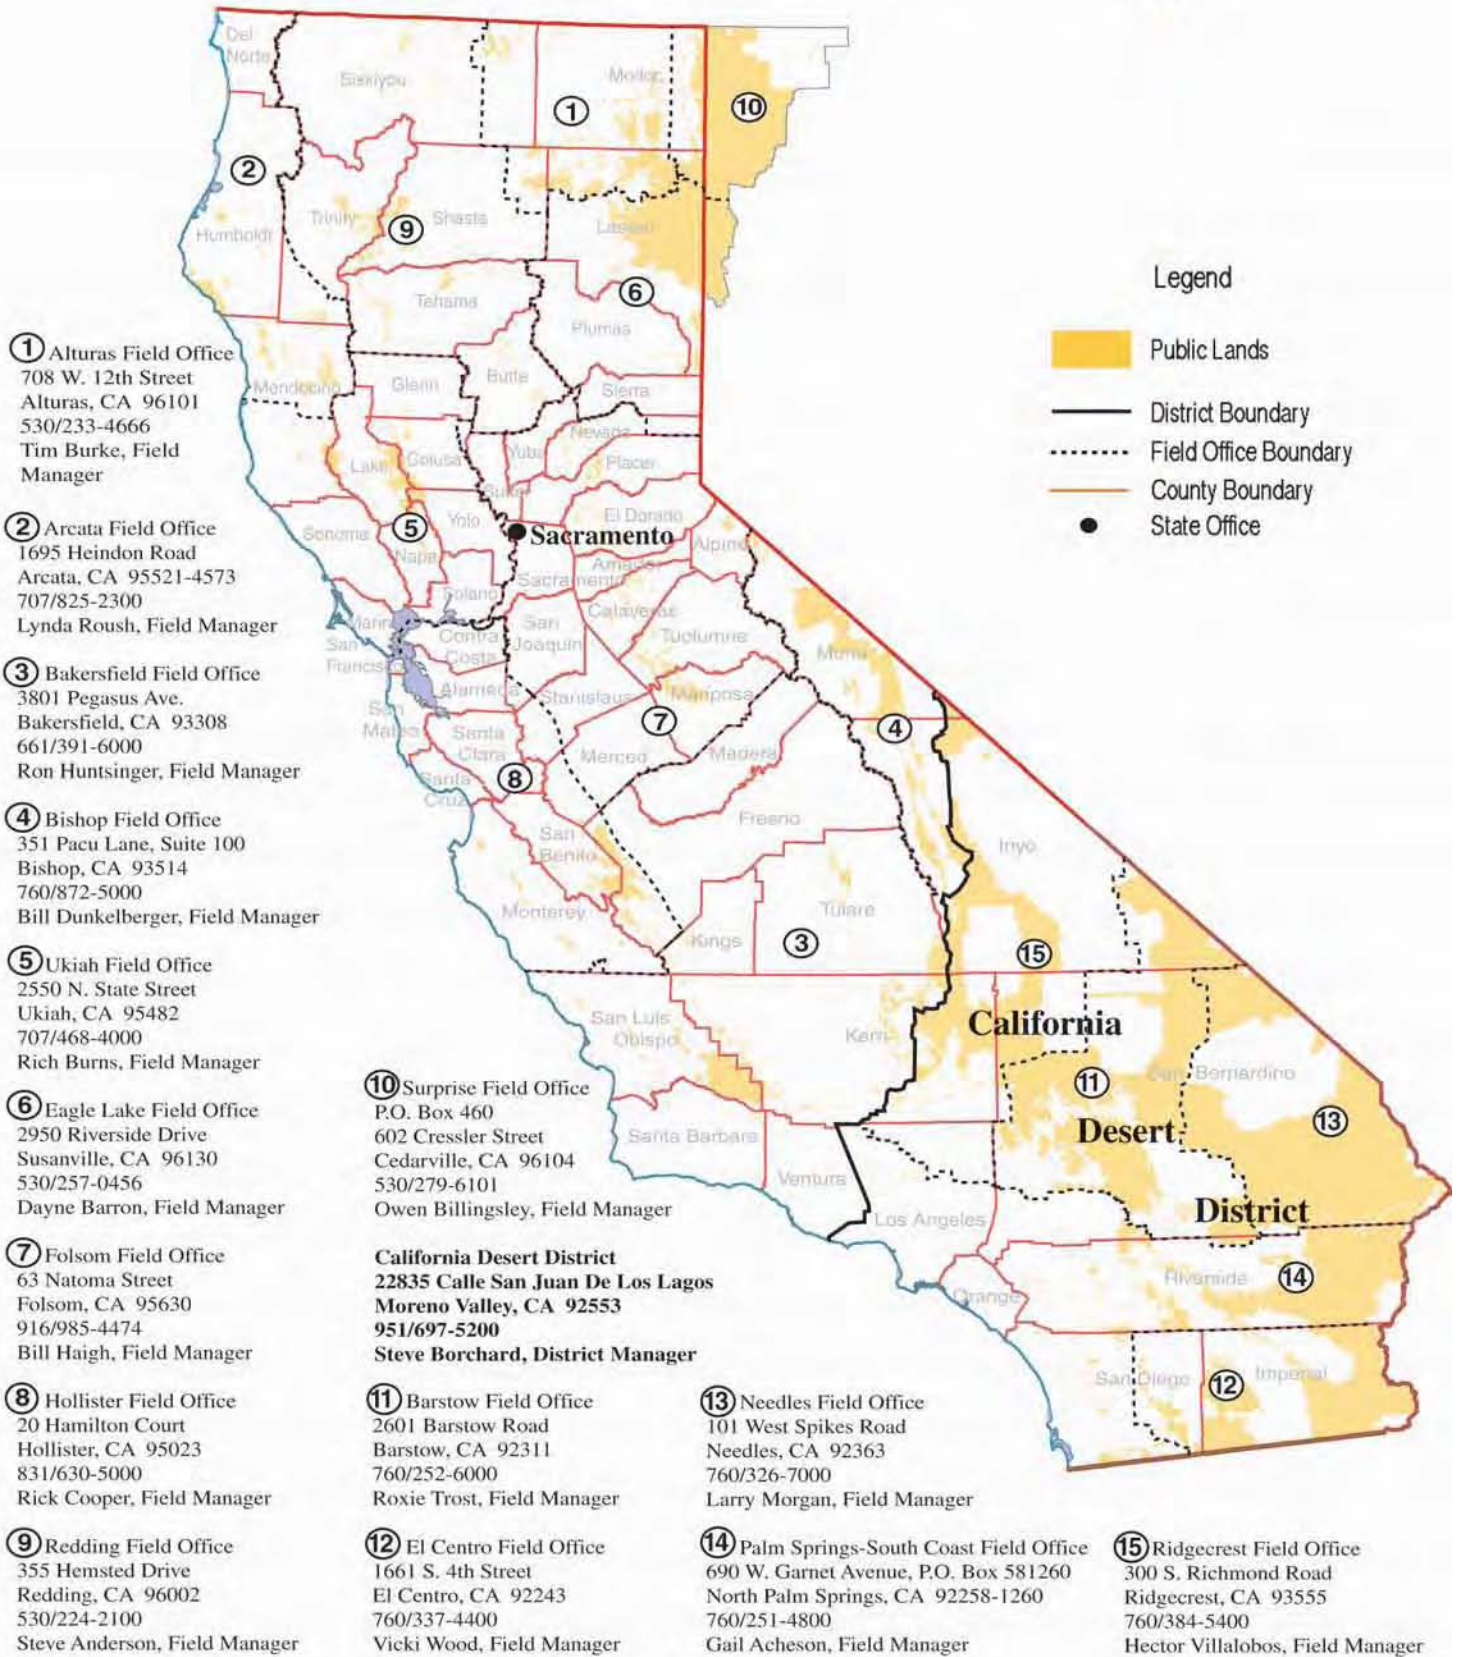 Del
Norte
Siskiyou
Modoc
1
10
2
Humboldt
Trinity
9
Shasta
Lassen
6
Tehama
Plumas
Mendocino
Glenn
Butte
Sierra
Nevada
Lake
Colusa
Yuba
Placer
Sutter
Sonoma
5
Napa
Yolo
Sacramento
El Dorado
Alpine
Amador
Sacramento
Solano
Calaveras
Marin
San
Francisco
Contra
Costa
San
Joaquin
Tuolumne
Mono
Alameda
Stanislaus
Mariposa
San
Mateo
Santa
Clara
7
4
Merced
Madera
Santa
Cruz
8
Fresno
San
Benito
Inyo
Monterey
Tulare
Kings
3
15
San Luis
Obispo
Kern
California
11
San Bernardino
13
Desert
Santa Barbara
Ventura
Los Angeles
District
Riverside
14
Orange
San Diego
12
Imperial
Legend
Public Lands
District Boundary
Field Office Boundary
County Boundary
State Office
1 Alturas Field Office
708 W. 12th Street
Alturas, CA 96101
530/233-4666
Tim Burke, Field
Manager
2 Arcata Field Office
1695 Heindon Road
Arcata, CA 95521-4573
707/825-2300
Lynda Roush, Field Manager
3 Bakersfield Field Office
3801 Pegasus Ave.
Bakersfield, CA 93308
661/391-6000
Ron Huntsinger, Field Manager
4 Bishop Field Office
351 Pacu Lane, Suite 100
Bishop, CA 93514
760/872-5000
Bill Dunkelberger, Field Manager
5 Ukiah Field Office
2550 N. State Street
Ukiah, CA 95482
707/468-4000
Rich Burns, Field Manager
6 Eagle Lake Field Office
2950 Riverside Drive
Susanville, CA 96130
530/257-0456
Dayne Barron, Field Manager
7 Folsom Field Office
63 Natoma Street
Folsom, CA 95630
916/985-4474
Bill Haigh, Field Manager
8 Hollister Field Office
20 Hamilton Court
Hollister, CA 95023
831/630-5000
Rick Cooper, Field Manager
9 Redding Field Office
355 Hemsted Drive
Redding, CA 96002
530/224-2100
Steve Anderson, Field Manager
10 Surprise Field Office
P.O. Box 460
602 Cressler Street
Cedarville, CA 96104
530/279-6101
Owen Billingsley, Field Manager
California Desert District
22835 Calle San Juan De Los Lagos
Moreno Valley, CA 92553
951/697-5200
Steve Borchard, District Manager
11 Barstow Field Office
2601 Barstow Road
Barstow, CA 92311
760/252-6000
Roxie Trost, Field Manager
12 El Centro Field Office
1661 S. 4th Street
El Centro, CA 92243
760/337-4400
Vicki Wood, Field Manager
13 Needles Field Office
101 West Spikes Road
Needles, CA 92363
760/326-7000
Larry Morgan, Field Manager
14 Palm Springs-South Coast Field Office
690 W. Garnet Avenue, P.O. Box 581260
North Palm Springs, CA 92258-1260
760/251-4800
Gail Acheson, Field Manager
15 Ridgecrest Field Office
300 S. Richmond Road
Ridgecrest, CA 93555
760/384-5400
Hector Villalobos, Field Manager